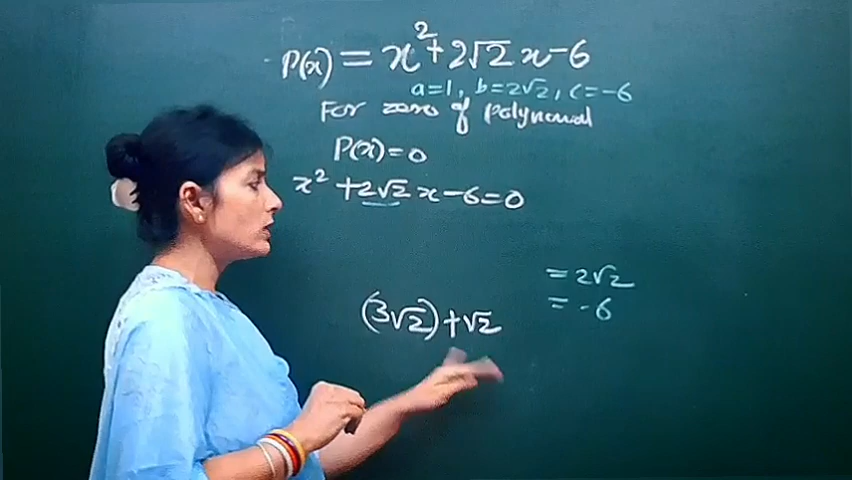 P(x) = x² + 2√2 x - 6
a = 1, b = 2√2, c = -6
For zero of polynomial
P(x) = 0
x² + 2√2 x - 6 = 0
= 2√2
= -6
(3√2) + √2